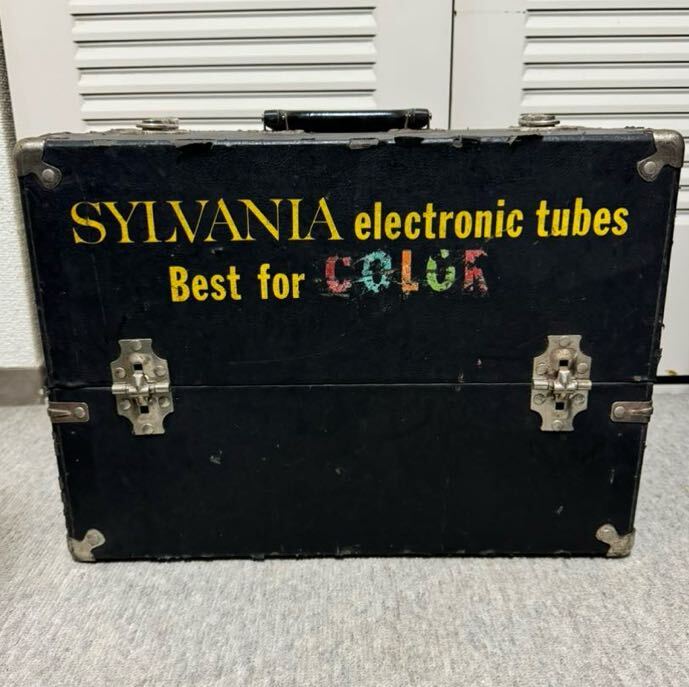 SYLVANIA electronic tubes
Best for COLOR